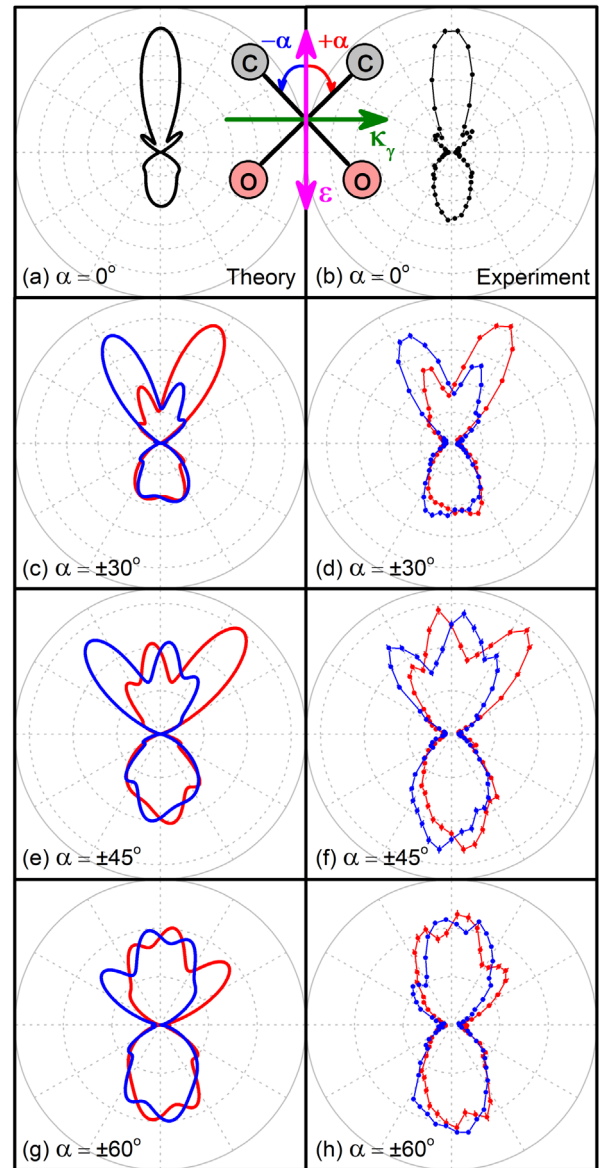 −α +α
C C
κγ
O O
ε
(a) α = 0° Theory
(b) α = 0° Experiment
(c) α = ±30°
(d) α = ±30°
(e) α = ±45°
(f) α = ±45°
(g) α = ±60°
(h) α = ±60°